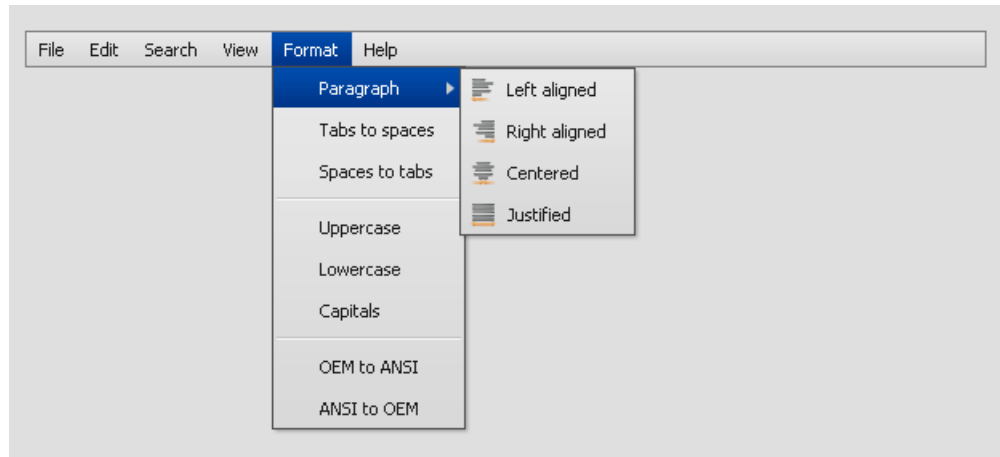 File Edit Search View Format Help
Paragraph
Tabs to spaces
Spaces to tabs
Uppercase
Lowercase
Capitals
OEM to ANSI
ANSI to OEM
Left aligned
Right aligned
Centered
Justified